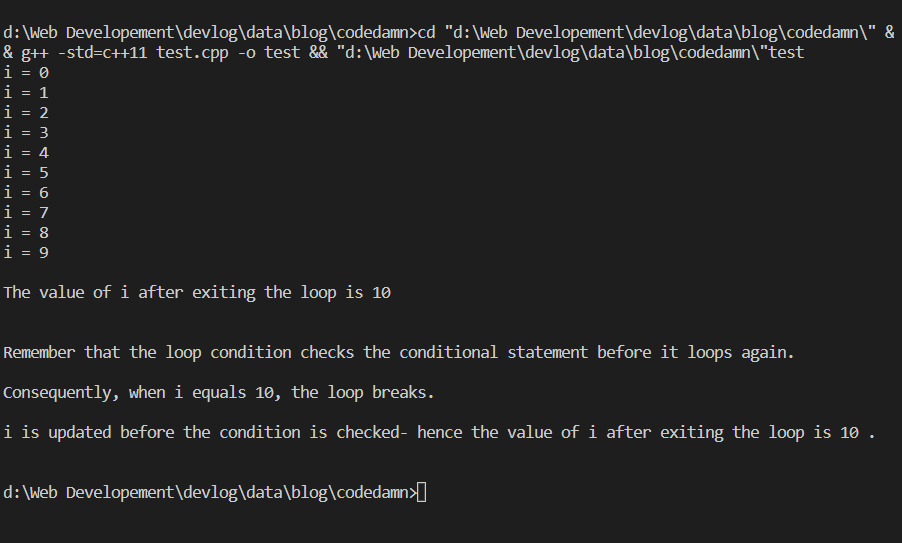 d:\Web Developement\devlog\data\blog\codedamn>cd "d:\Web Developement\devlog\data\blog\codedamn\" &
& g++ -std=c++11 test.cpp -o test && "d:\Web Developement\devlog\data\blog\codedamn\"test
i = 0
i = 1
i = 2
i = 3
i = 4
i = 5
i = 6
i = 7
i = 8
i = 9
The value of i after exiting the loop is 10
Remember that the loop condition checks the conditional statement before it loops again.
Consequently, when i equals 10, the loop breaks.
i is updated before the condition is checked- hence the value of i after exiting the loop is 10 .
d:\Web Developement\devlog\data\blog\codedamn>